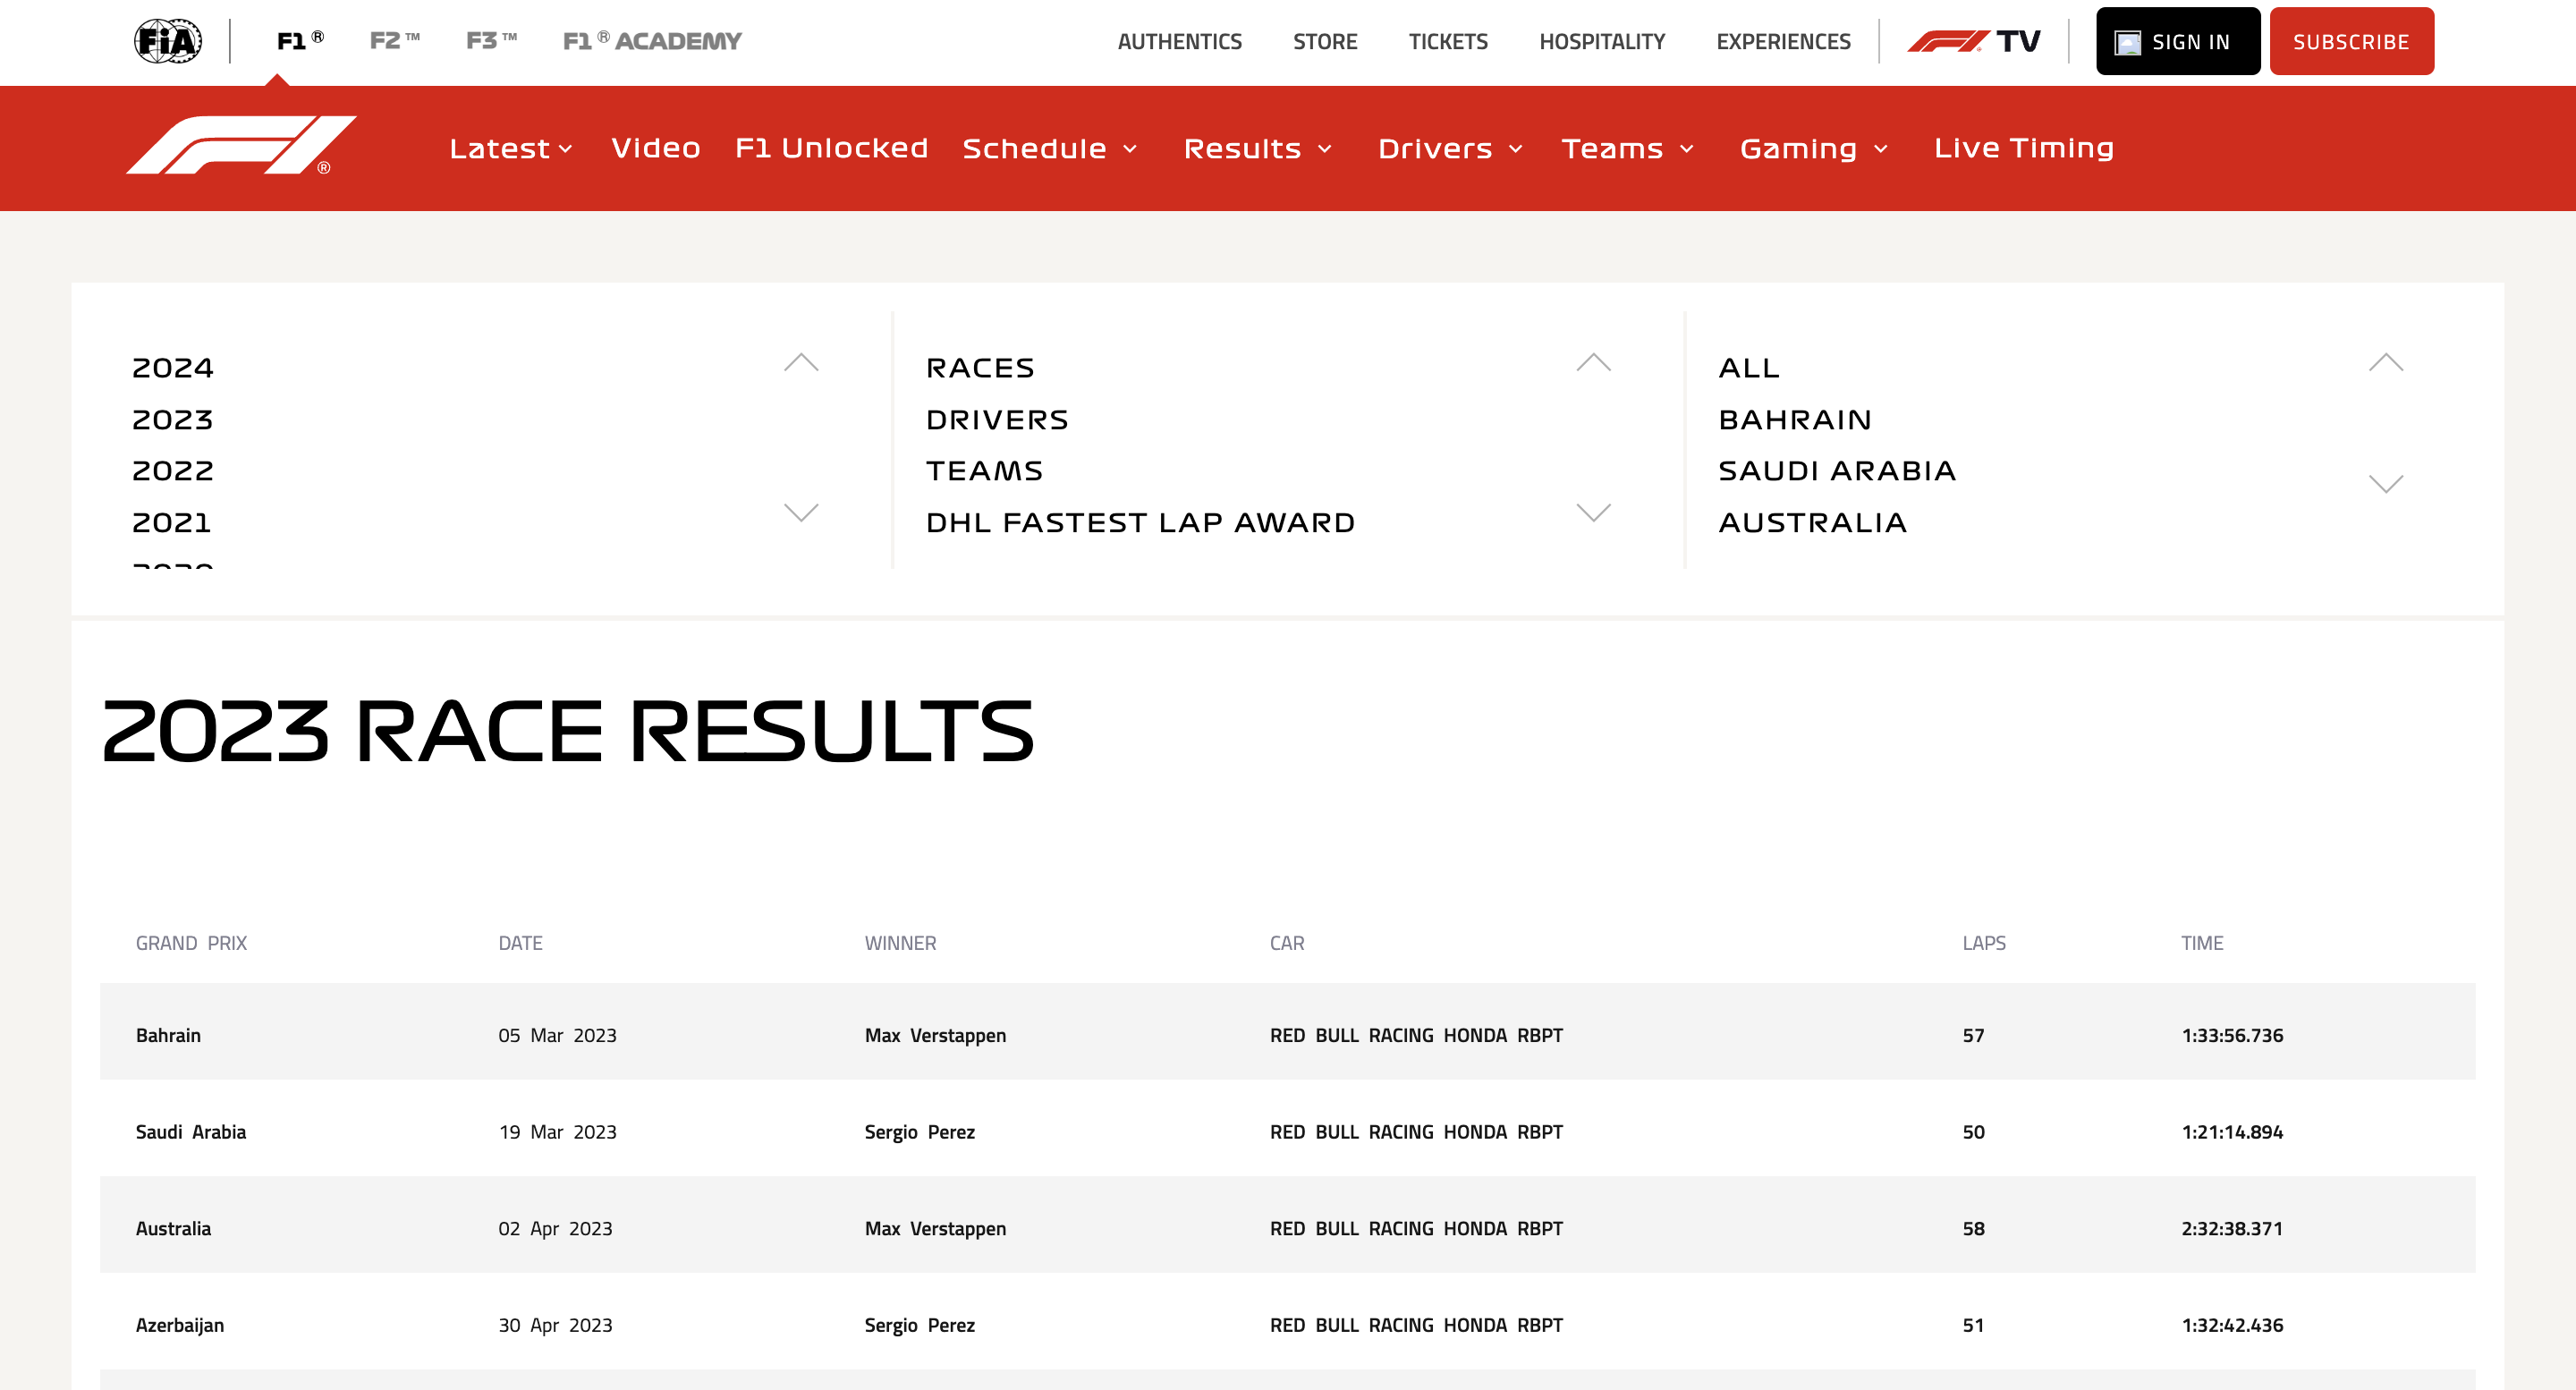 FiA F1 ® F2 ™ F3 ™ F1 ® ACADEMY AUTHENTICS STORE TICKETS HOSPITALITY EXPERIENCES F1 TV SIGN IN SUBSCRIBE
F1® Latest Video F1 Unlocked Schedule Results Drivers Teams Gaming Live Timing
2024
2023
2022
2021
RACES
DRIVERS
TEAMS
DHL FASTEST LAP AWARD
ALL
BAHRAIN
SAUDI ARABIA
AUSTRALIA
2023 RACE RESULTS
GRAND PRIX DATE WINNER CAR LAPS TIME
Bahrain 05 Mar 2023 Max Verstappen RED BULL RACING HONDA RBPT 57 1:33:56.736
Saudi Arabia 19 Mar 2023 Sergio Perez RED BULL RACING HONDA RBPT 50 1:21:14.894
Australia 02 Apr 2023 Max Verstappen RED BULL RACING HONDA RBPT 58 2:32:38.371
Azerbaijan 30 Apr 2023 Sergio Perez RED BULL RACING HONDA RBPT 51 1:32:42.436